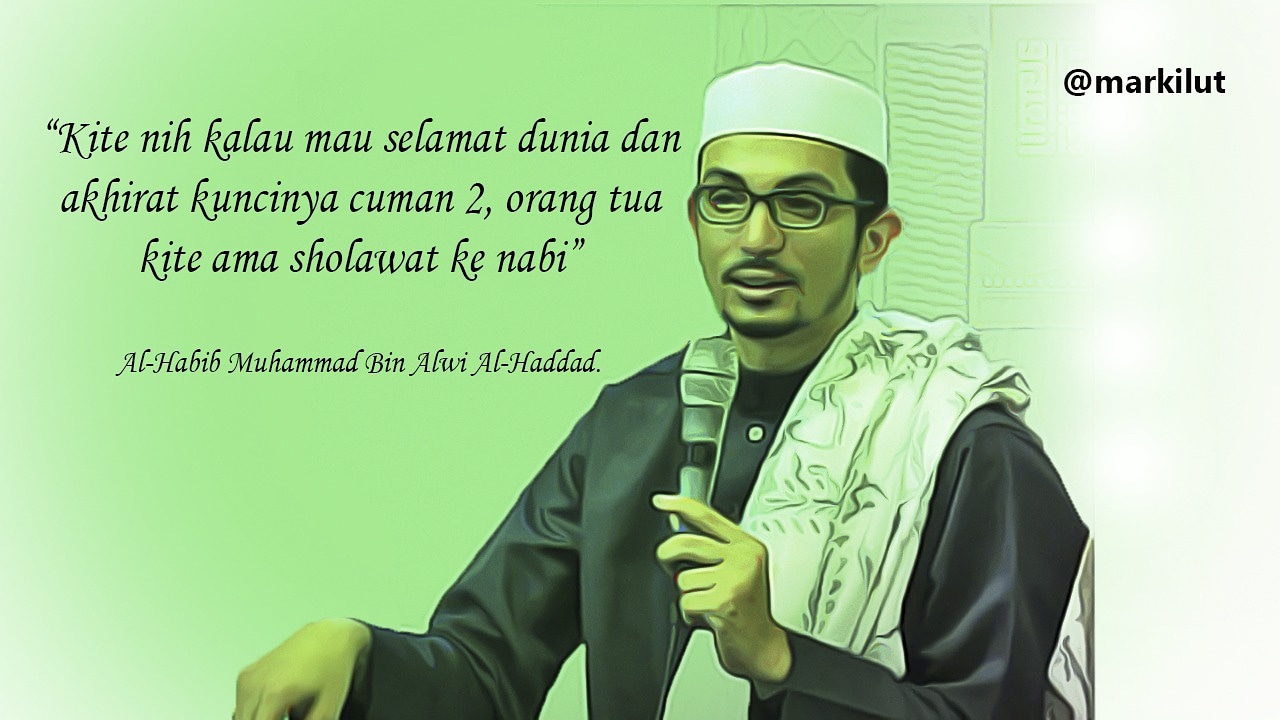 @markilut
“Kite nih kalau mau selamat dunia dan
akhirat kuncinya cuman 2, orang tua
kite ama sholawat ke nabi”
Al-Habib Muhammad Bin Alwi Al-Haddad.